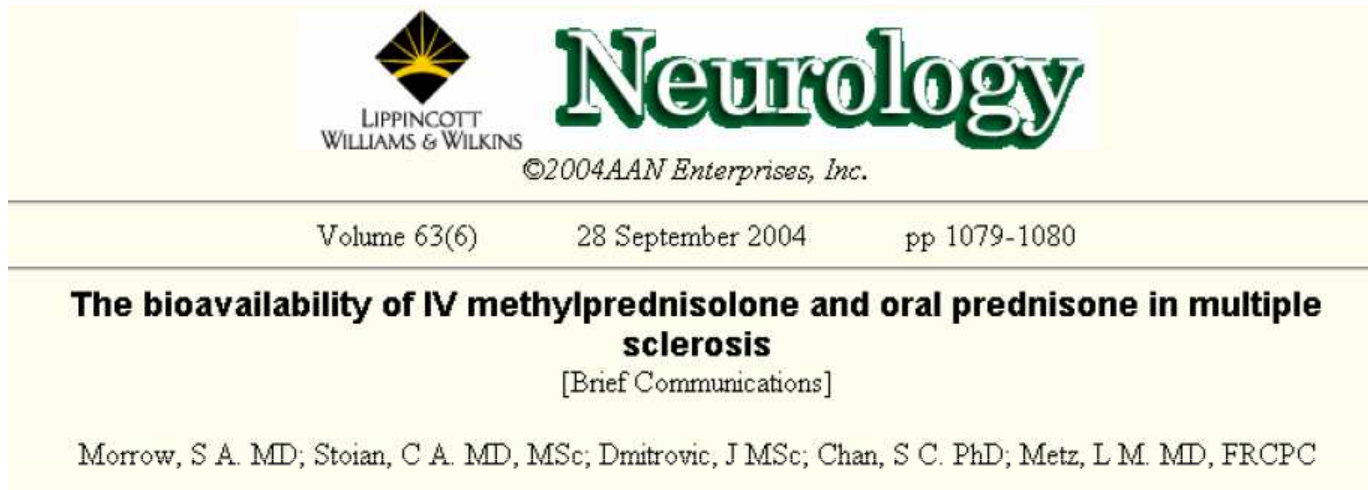 LIPPINCOTT
WILLIAMS & WILKINS
Neurology
©2004AAN Enterprises, Inc.
Volume 63(6) 28 September 2004 pp 1079-1080
The bioavailability of IV methylprednisolone and oral prednisone in multiple
sclerosis
[Brief Communications]
Morrow, S A. MD; Stoian, C A. MD, MSc; Dmitrovic, J MSc; Chan, S C. PhD; Metz, L M. MD, FRCPC